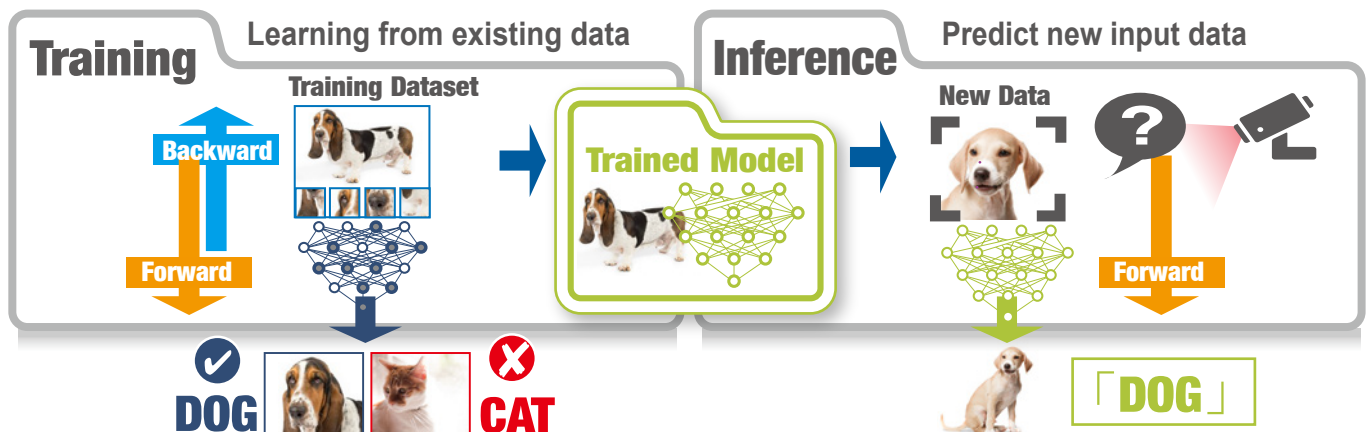 Training
Learning from existing data
Training Dataset
Backward
Forward
DOG
CAT
Trained Model
Inference
Predict new input data
New Data
?
Forward
「DOG」